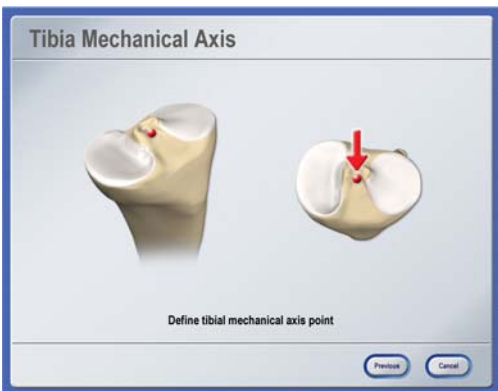 Tibia Mechanical Axis
Define tibial mechanical axis point
Previous
Cancel